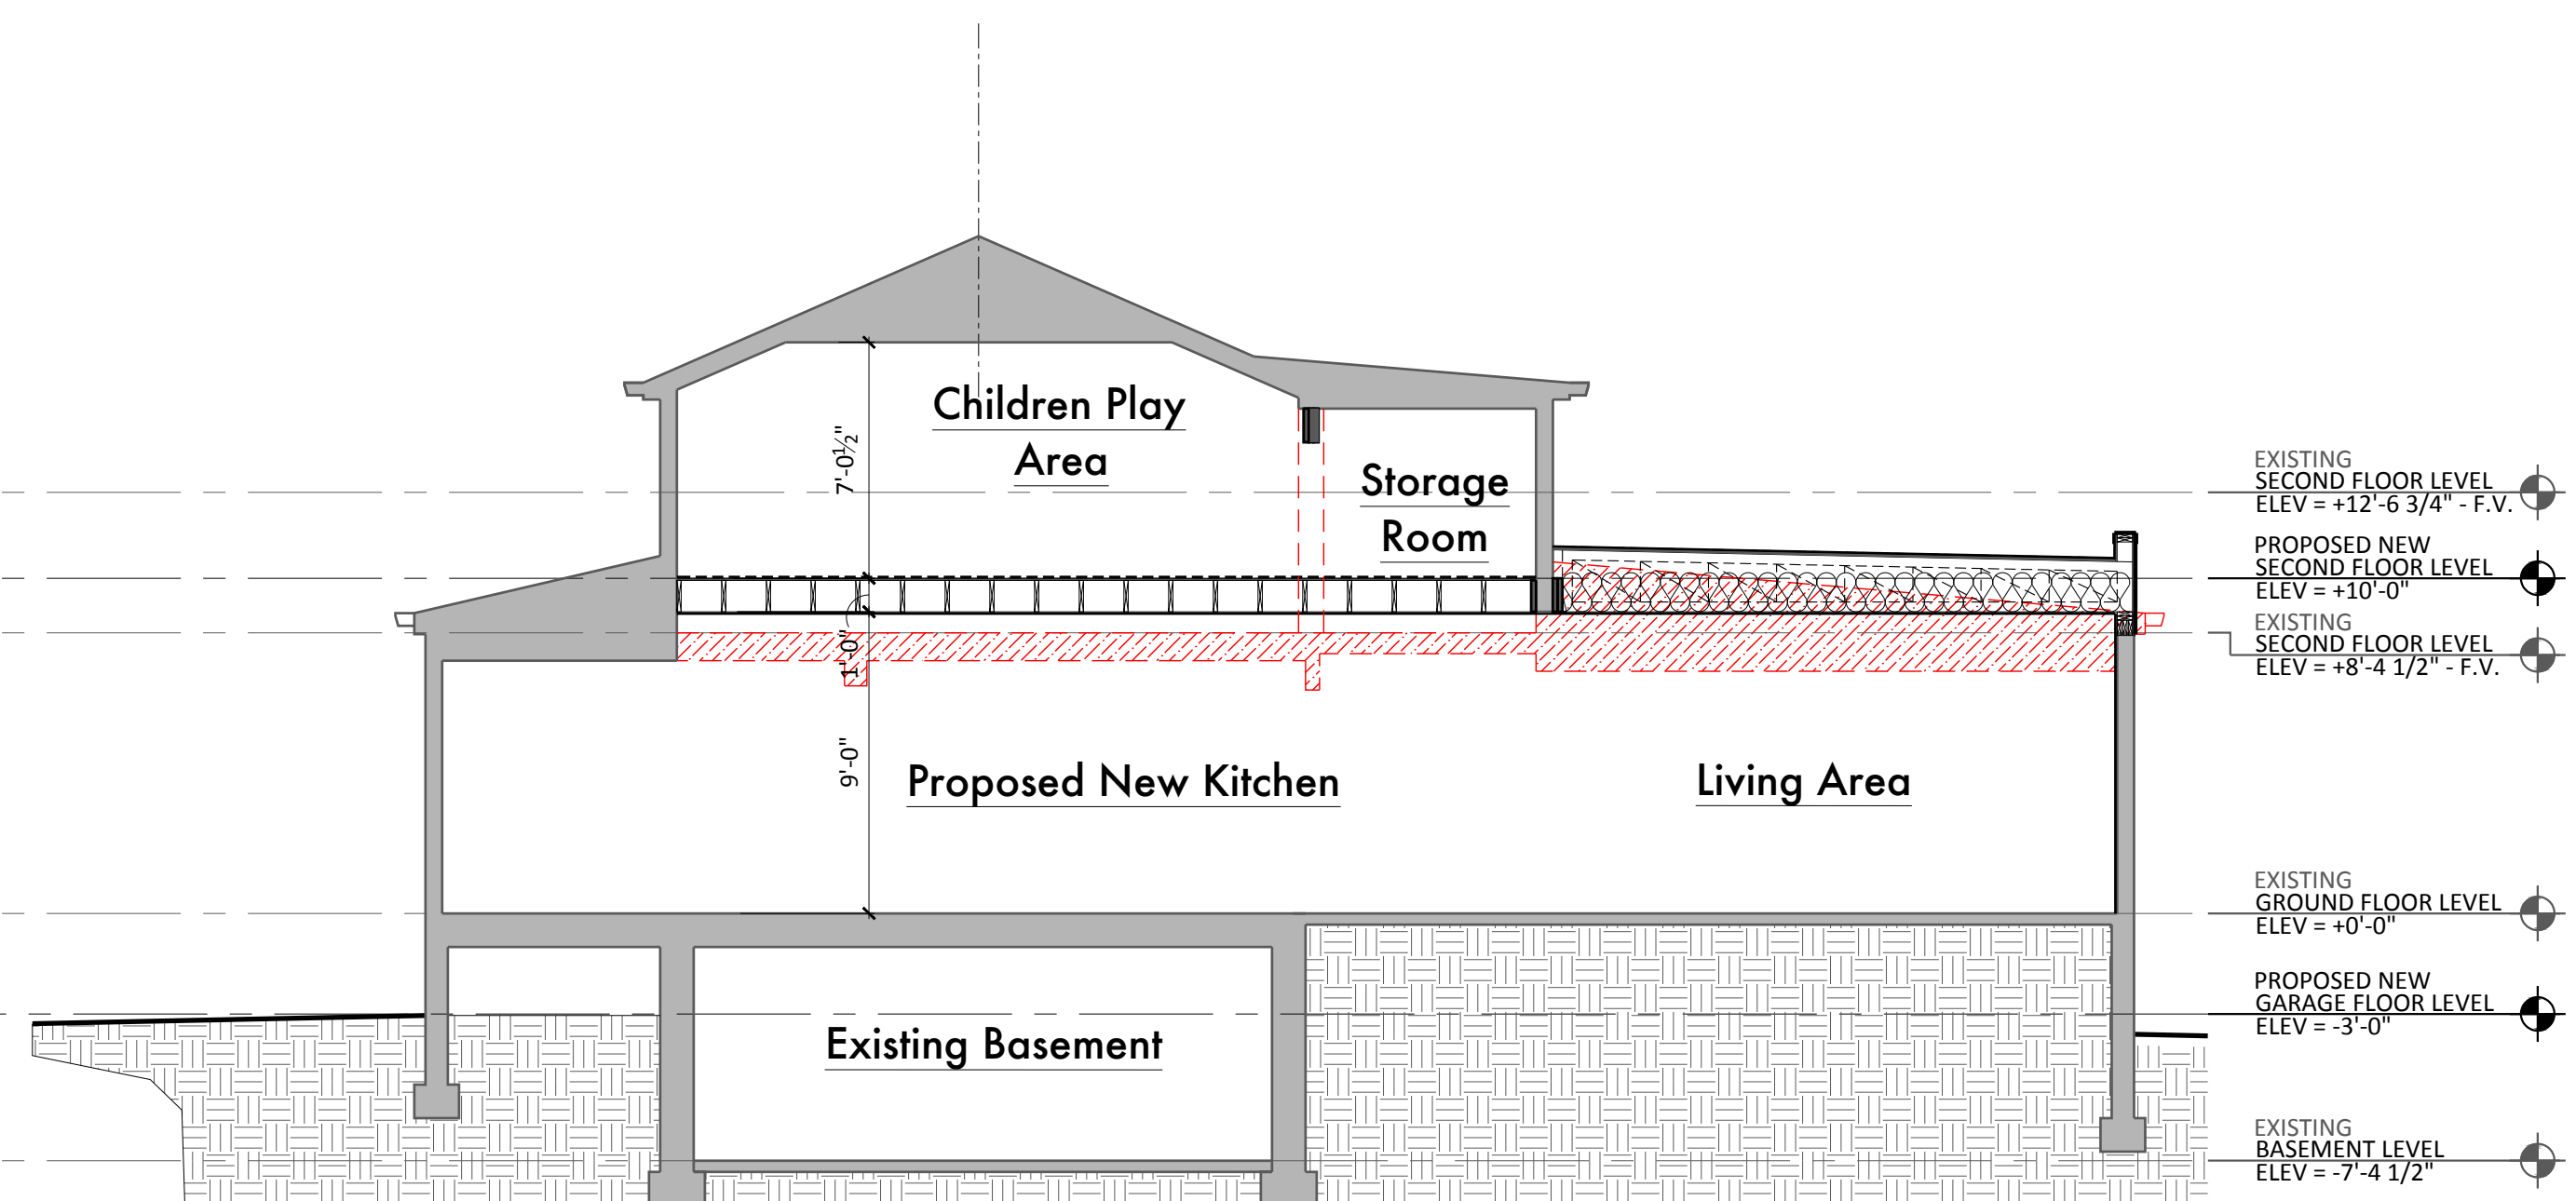 Children Play
Area
7'-0½"
Storage
Room
1'-0"
9'-0"
Proposed New Kitchen
Living Area
Existing Basement
EXISTING
SECOND FLOOR LEVEL
ELEV = +12'-6 3/4" - F.V.
PROPOSED NEW
SECOND FLOOR LEVEL
ELEV = +10'-0"
EXISTING
SECOND FLOOR LEVEL
ELEV = +8'-4 1/2" - F.V.
EXISTING
GROUND FLOOR LEVEL
ELEV = +0'-0"
PROPOSED NEW
GARAGE FLOOR LEVEL
ELEV = -3'-0"
EXISTING
BASEMENT LEVEL
ELEV = -7'-4 1/2"